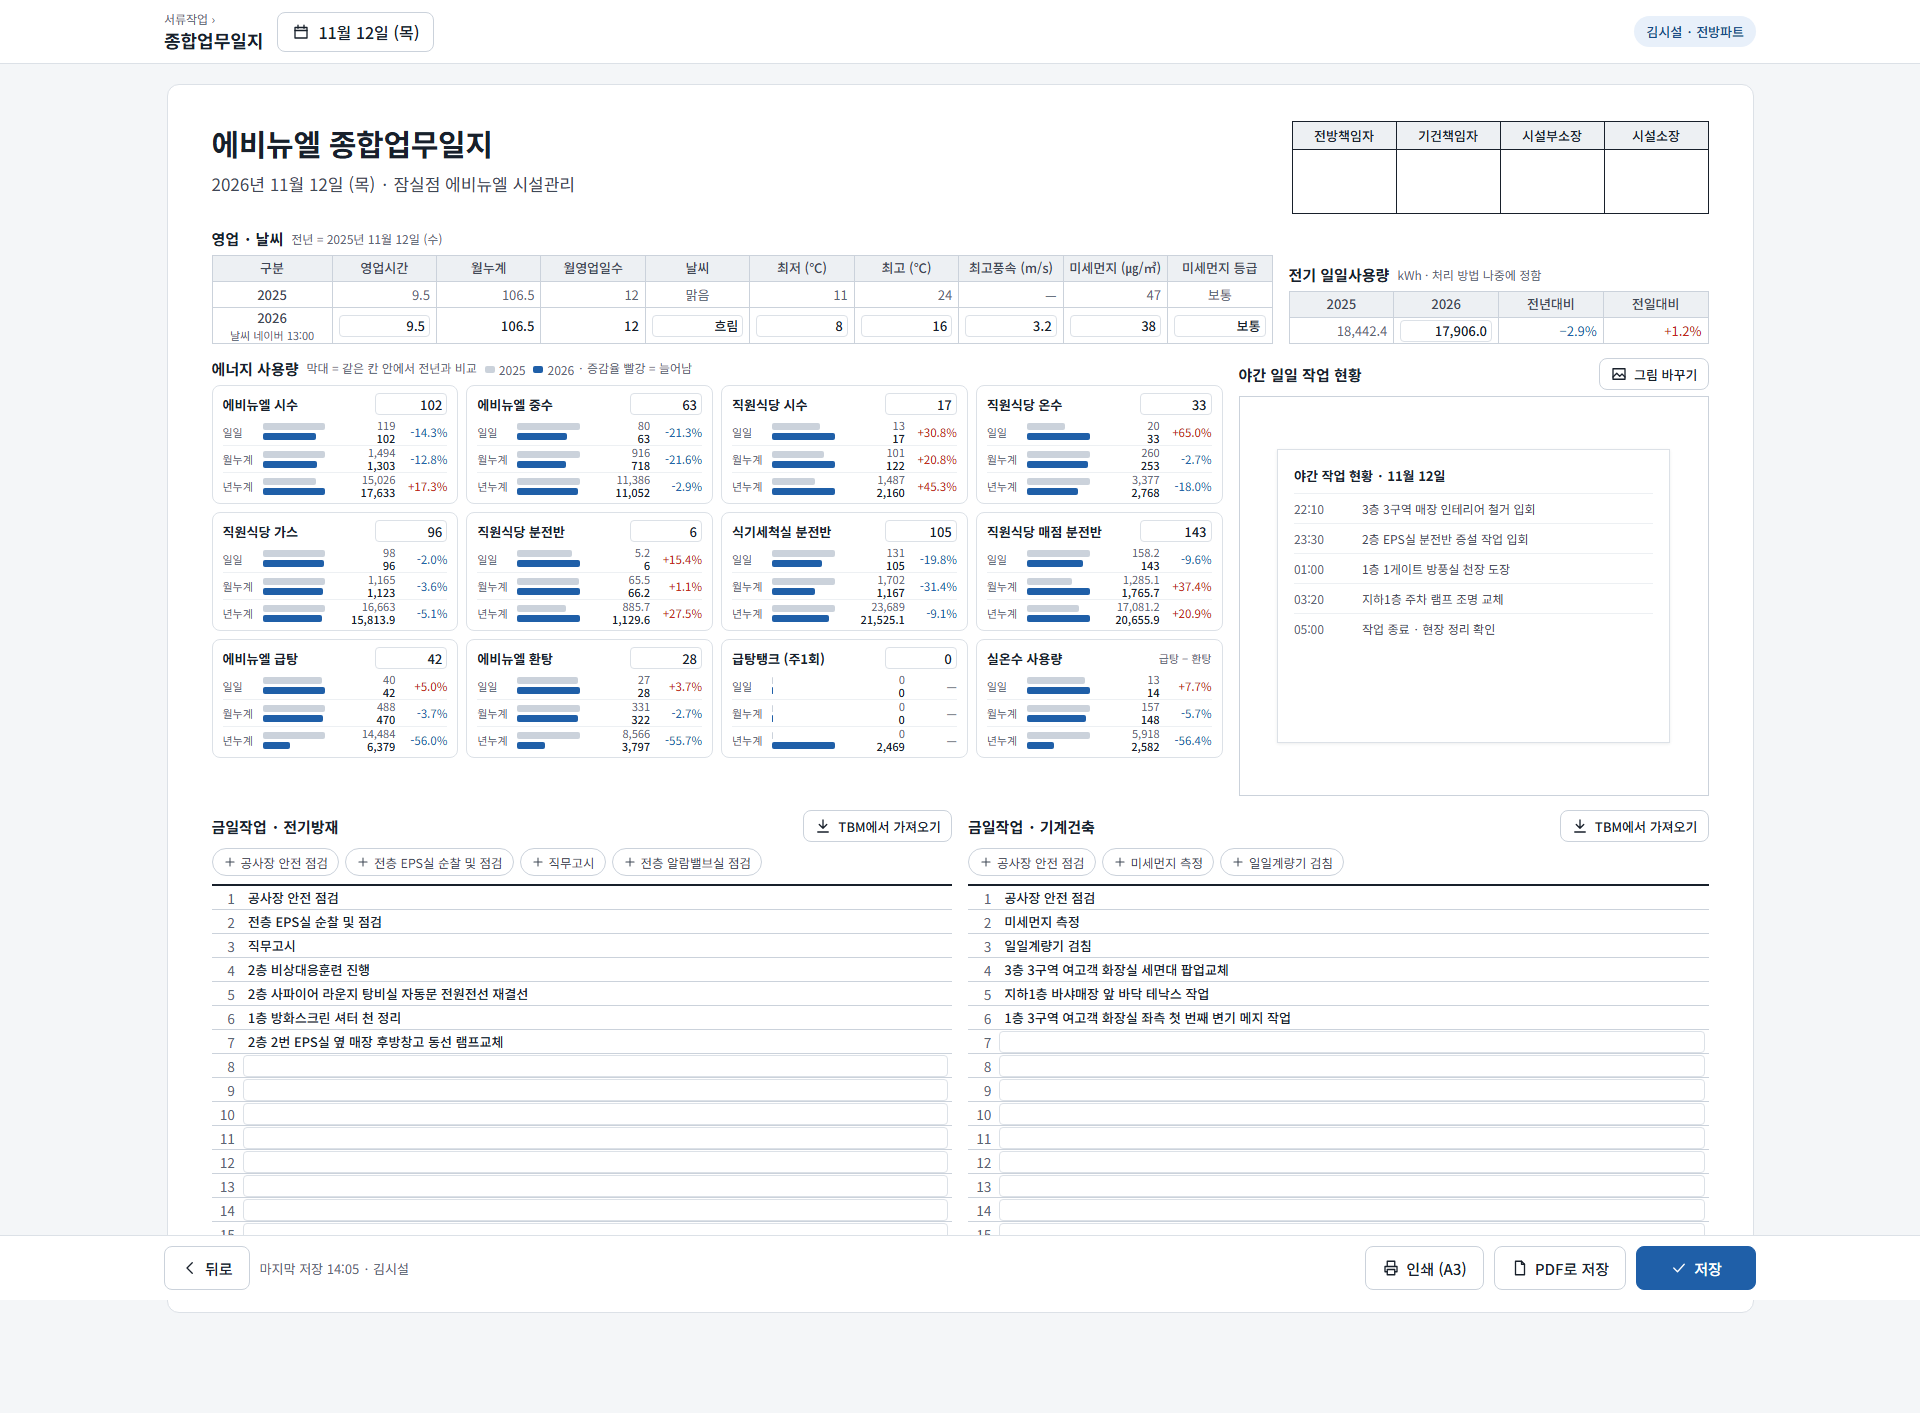 서류작업 ›
종합업무일지
11월 12일 (목)
김시설 · 전방파트
에비뉴엘 종합업무일지
2026년 11월 12일 (목) · 잠실점 에비뉴엘 시설관리
전방책임자 기건책임자 시설부소장 시설소장
영업 · 날씨 전년 = 2025년 11월 12일 (수)
구분 영업시간 월누계 월영업일수 날씨 최저 (℃) 최고 (℃) 최고풍속 (m/s) 미세먼지 (㎍/㎥) 미세먼지 등급
2025 9.5 106.5 12 맑음 11 24 — 47 보통
2026 9.5 106.5 12 흐림 8 16 3.2 38 보통
날씨 네이버 13:00
전기 일일사용량 kWh · 처리 방법 나중에 정함
2025 2026 전년대비 전일대비
18,442.4 17,906.0 −2.9% +1.2%
에너지 사용량 막대 = 같은 칸 안에서 전년과 비교 2025 2026 · 증감율 빨강 = 늘어남
에비뉴엘 시수 102
일일 119 102 -14.3%
월누계 1,494 1,303 -12.8%
년누계 15,026 17,633 +17.3%
에비뉴엘 중수 63
일일 80 63 -21.3%
월누계 916 718 -21.6%
년누계 11,386 11,052 -2.9%
직원식당 시수 17
일일 13 17 +30.8%
월누계 101 122 +20.8%
년누계 1,487 2,160 +45.3%
직원식당 온수 33
일일 20 33 +65.0%
월누계 260 253 -2.7%
년누계 3,377 2,768 -18.0%
직원식당 가스 96
일일 98 96 -2.0%
월누계 1,165 1,123 -3.6%
년누계 16,663 15,813.9 -5.1%
직원식당 분전반 6
일일 5.2 6 +15.4%
월누계 65.5 66.2 +1.1%
년누계 885.7 1,129.6 +27.5%
식기세척실 분전반 105
일일 131 105 -19.8%
월누계 1,702 1,167 -31.4%
년누계 23,689 21,525.1 -9.1%
직원식당 매점 분전반 143
일일 158.2 143 -9.6%
월누계 1,285.1 1,765.7 +37.4%
년누계 17,081.2 20,655.9 +20.9%
에비뉴엘 급탕 42
일일 40 42 +5.0%
월누계 488 470 -3.7%
년누계 14,484 6,379 -56.0%
에비뉴엘 환탕 28
일일 27 28 +3.7%
월누계 331 322 -2.7%
년누계 8,566 3,797 -55.7%
급탕탱크 (주1회) 0
일일 0 0 —
월누계 0 0 —
년누계 0 2,469 —
실온수 사용량 급탕 − 환탕
일일 13 14 +7.7%
월누계 157 148 -5.7%
년누계 5,918 2,582 -56.4%
야간 일일 작업 현황
그림 바꾸기
야간 작업 현황 · 11월 12일
22:10 3층 3구역 매장 인테리어 철거 입회
23:30 2층 EPS실 분전반 증설 작업 입회
01:00 1층 1게이트 방풍실 천장 도장
03:20 지하1층 주차 램프 조명 교체
05:00 작업 종료 · 현장 정리 확인
금일작업 · 전기방재
TBM에서 가져오기
+ 공사장 안전 점검 + 전층 EPS실 순찰 및 점검 + 직무고시 + 전층 알람밸브실 점검
1 공사장 안전 점검
2 전층 EPS실 순찰 및 점검
3 직무고시
4 2층 비상대응훈련 진행
5 2층 사파이어 라운지 탕비실 자동문 전원전선 재결선
6 1층 방화스크린 셔터 천 정리
7 2층 2번 EPS실 옆 매장 후방창고 동선 램프교체
8
9
10
11
12
13
14
15
금일작업 · 기계건축
TBM에서 가져오기
+ 공사장 안전 점검 + 미세먼지 측정 + 일일계량기 검침
1 공사장 안전 점검
2 미세먼지 측정
3 일일계량기 검침
4 3층 3구역 여고객 화장실 세면대 팝업교체
5 지하1층 바샤매장 앞 바닥 테낙스 작업
6 1층 3구역 여고객 화장실 좌측 첫 번째 변기 메지 작업
7
8
9
10
11
12
13
14
15
뒤로
마지막 저장 14:05 · 김시설
인쇄 (A3)
PDF로 저장
저장